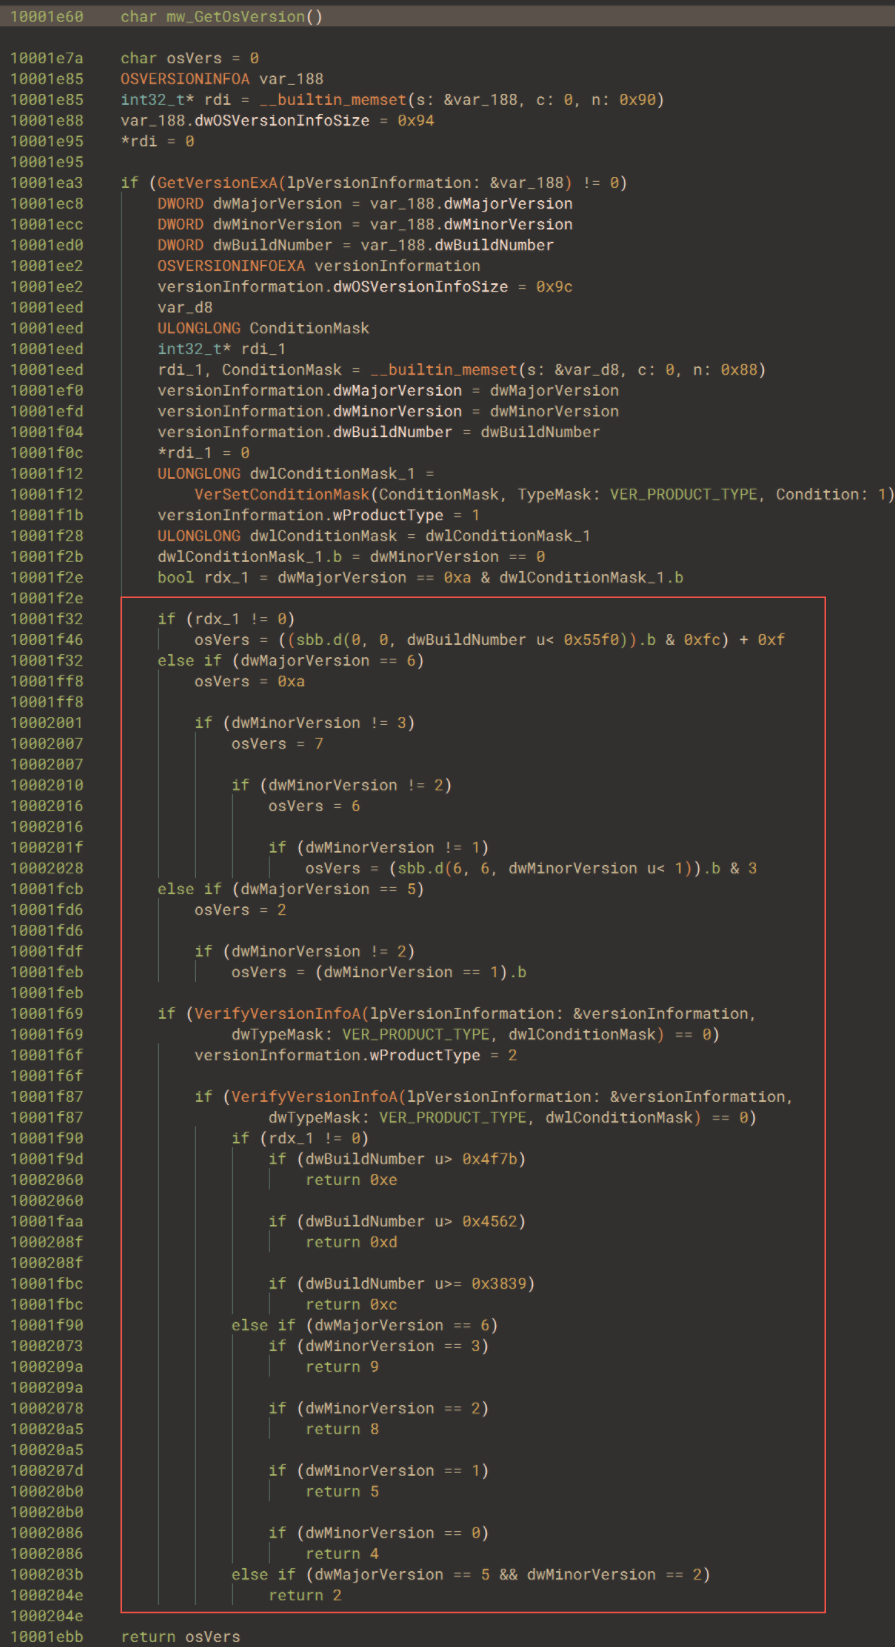 10001e60 char mw_GetOsVersion()
10001e7a char osVers = 0
10001e85 OSVERSIONINFOA var_188
10001e85 int32_t* rdi = __builtin_memset(s: &var_188, c: 0, n: 0x90)
10001e88 var_188.dwOSVersionInfoSize = 0x94
10001e95 *rdi = 0
10001e95
10001ea3 if (GetVersionExA(lpVersionInformation: &var_188) != 0)
10001ec8 DWORD dwMajorVersion = var_188.dwMajorVersion
10001ecc DWORD dwMinorVersion = var_188.dwMinorVersion
10001ed0 DWORD dwBuildNumber = var_188.dwBuildNumber
10001ee2 OSVERSIONINFOEXA versionInformation
10001ee2 versionInformation.dwOSVersionInfoSize = 0x9c
10001eed var_d8
10001eed ULONGLONG ConditionMask
10001eed int32_t* rdi_1
10001eed rdi_1, ConditionMask = __builtin_memset(s: &var_d8, c: 0, n: 0x88)
10001ef0 versionInformation.dwMajorVersion = dwMajorVersion
10001efd versionInformation.dwMinorVersion = dwMinorVersion
10001f04 versionInformation.dwBuildNumber = dwBuildNumber
10001f0c *rdi_1 = 0
10001f12 ULONGLONG dwlConditionMask_1 =
10001f12 VerSetConditionMask(ConditionMask, TypeMask: VER_PRODUCT_TYPE, Condition: 1)
10001f1b versionInformation.wProductType = 1
10001f28 ULONGLONG dwlConditionMask = dwlConditionMask_1
10001f2b dwlConditionMask_1.b = dwMinorVersion == 0
10001f2e bool rdx_1 = dwMajorVersion == 0xa & dwlConditionMask_1.b
10001f2e
10001f32 if (rdx_1 != 0)
10001f46 osVers = ((sbb.d(0, 0, dwBuildNumber u< 0x55f0)).b & 0xfc) + 0xf
10001f32 else if (dwMajorVersion == 6)
10001ff8 osVers = 0xa
10001ff8
10002001 if (dwMinorVersion != 3)
10002007 osVers = 7
10002007
10002010 if (dwMinorVersion != 2)
10002016 osVers = 6
10002016
1000201f if (dwMinorVersion != 1)
10002028 osVers = (sbb.d(6, 6, dwMinorVersion u< 1)).b & 3
10001fcb else if (dwMajorVersion == 5)
10001fd6 osVers = 2
10001fd6
10001fdf if (dwMinorVersion != 2)
10001feb osVers = (dwMinorVersion == 1).b
10001feb
10001f69 if (VerifyVersionInfoA(lpVersionInformation: &versionInformation,
10001f69 dwTypeMask: VER_PRODUCT_TYPE, dwlConditionMask) == 0)
10001f6f versionInformation.wProductType = 2
10001f6f
10001f87 if (VerifyVersionInfoA(lpVersionInformation: &versionInformation,
10001f87 dwTypeMask: VER_PRODUCT_TYPE, dwlConditionMask) == 0)
10001f90 if (rdx_1 != 0)
10001f9d if (dwBuildNumber u> 0x4f7b)
10002060 return 0xe
10002060
10001faa if (dwBuildNumber u> 0x4562)
1000208f return 0xd
1000208f
10001fbc if (dwBuildNumber u>= 0x3839)
10001fbc return 0xc
10001f90 else if (dwMajorVersion == 6)
10002073 if (dwMinorVersion == 3)
1000209a return 9
1000209a
10002078 if (dwMinorVersion == 2)
100020a5 return 8
100020a5
1000207d if (dwMinorVersion == 1)
100020b0 return 5
100020b0
10002086 if (dwMinorVersion == 0)
10002086 return 4
1000203b else if (dwMajorVersion == 5 && dwMinorVersion == 2)
1000204e return 2
1000204e
10001ebb return osVers